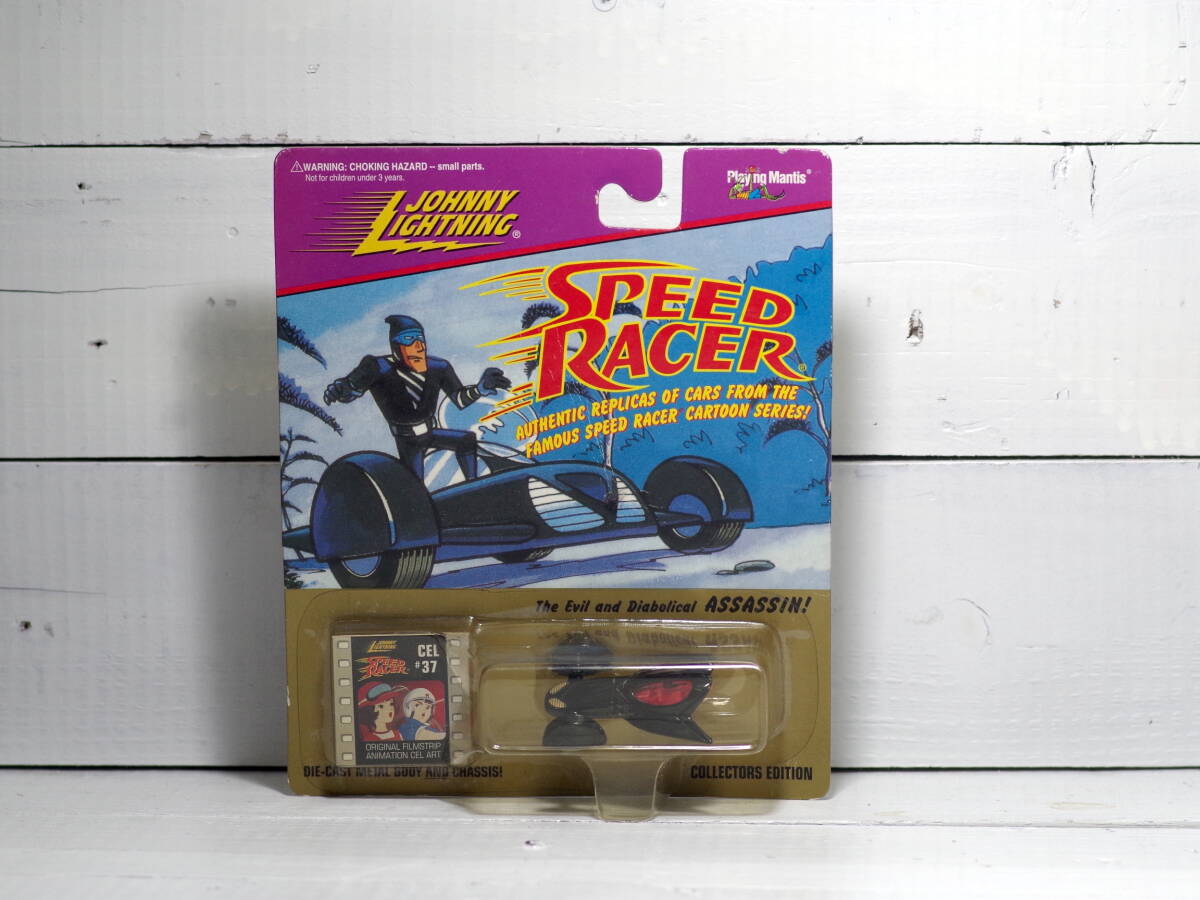 ⚠WARNING: CHOKING HAZARD -- small parts.
Not for children under 3 years.
JOHNNY
LIGHTNING®
Playing Mantis®
SPEED
RACER®
AUTHENTIC REPLICAS OF CARS FROM THE
FAMOUS SPEED RACER CARTOON SERIES!
The Evil and Diabolical ASSASSIN!
JOHNNY
LIGHTNING
SPEED
RACER
CEL
#37
ORIGINAL FILMSTRIP
ANIMATION CEL ART
DIE-CAST METAL BODY AND CHASSIS!
COLLECTORS EDITION